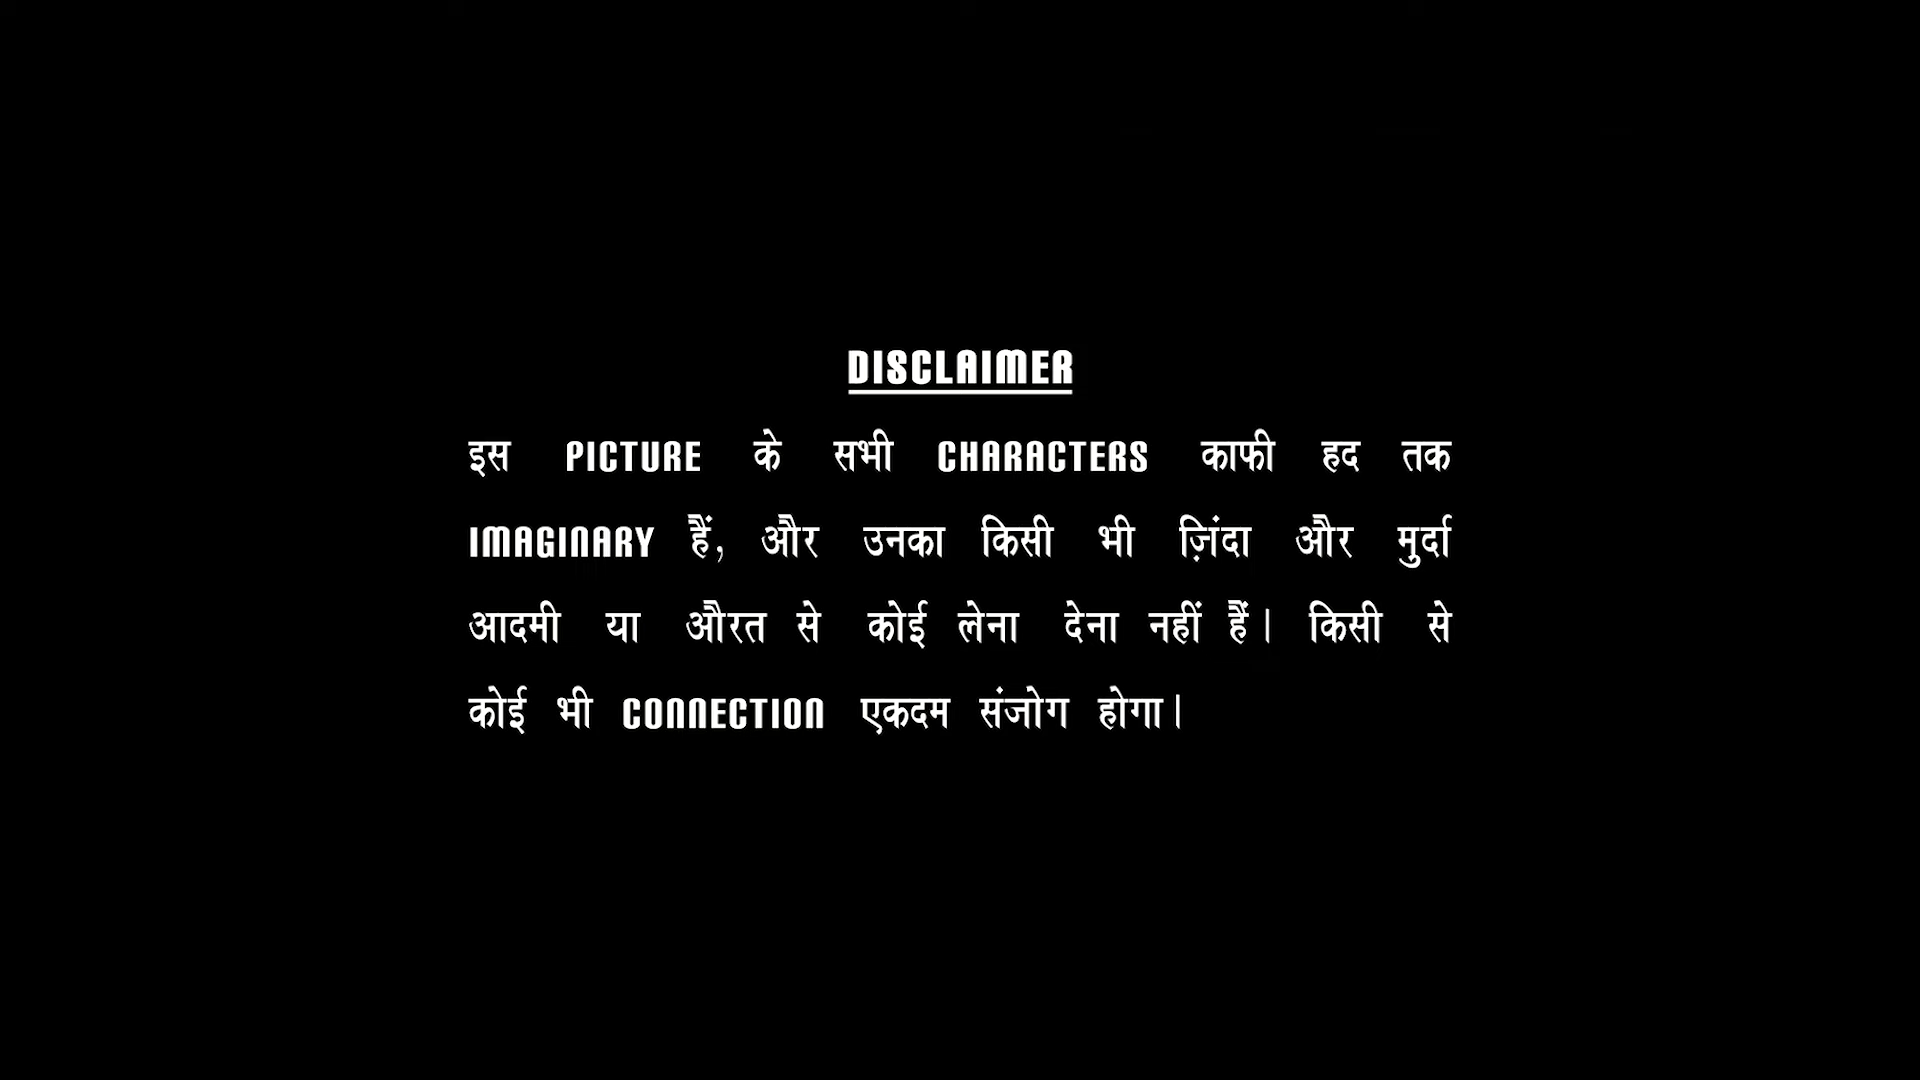 DISCLAIMER
इस PICTURE के सभी CHARACTERS काफी हद तक
IMAGINARY हैं, और उनका किसी भी ज़िंदा और मुर्दा
आदमी या औरत से कोई लेना देना नहीं हैं। किसी से
कोई भी CONNECTION एकदम संजोग होगा।